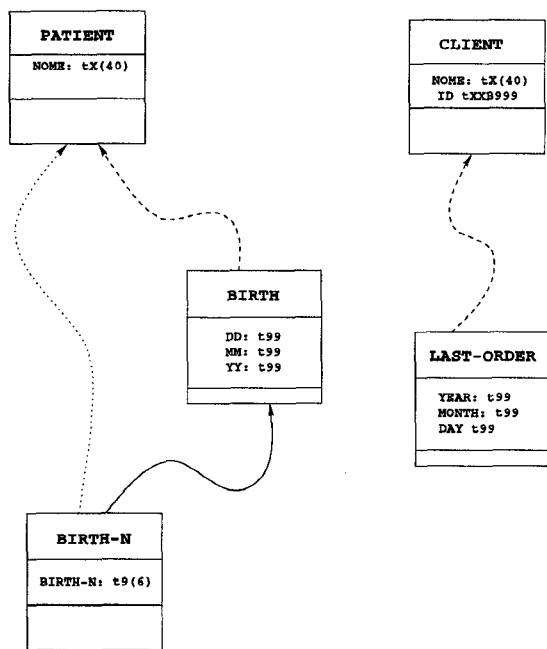 PATIENT
NOME: tX(40)
CLIENT
NOME: tX(40)
ID tXXB999
BIRTH
DD: t99
MM: t99
YY: t99
LAST-ORDER
YEAR: t99
MONTH: t99
DAY t99
BIRTH-N
BIRTH-N: t9(6)